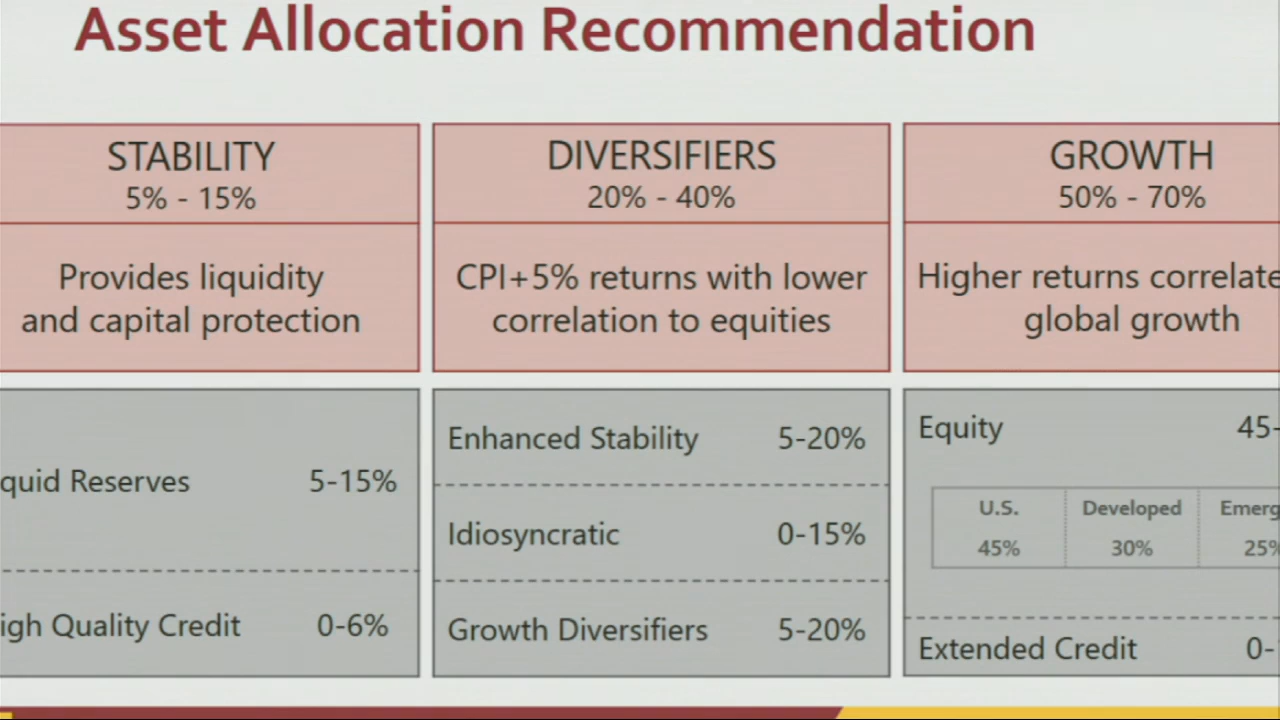 Asset Allocation Recommendation
STABILITY
5% - 15%
Provides liquidity
and capital protection
quid Reserves 5-15%
igh Quality Credit 0-6%
DIVERSIFIERS
20% - 40%
CPI+5% returns with lower
correlation to equities
Enhanced Stability 5-20%
Idiosyncratic 0-15%
Growth Diversifiers 5-20%
GROWTH
50% - 70%
Higher returns correlate
global growth
Equity 45-
U.S. Developed Emerg
45% 30% 25%
Extended Credit 0-